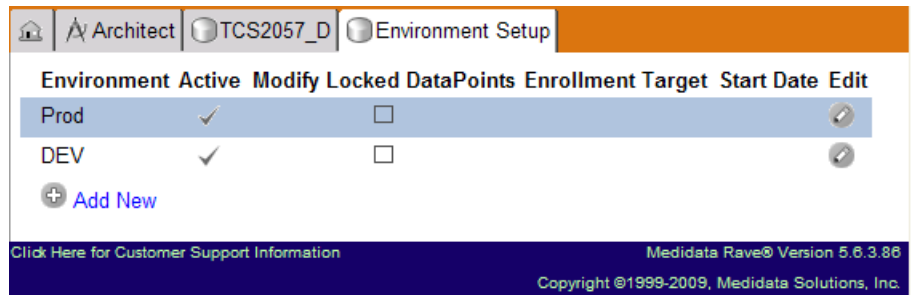 Architect TCS2057_D Environment Setup
Environment Active Modify Locked DataPoints Enrollment Target Start Date Edit
Prod
DEV
Add New
Click Here for Customer Support Information Medidata Rave® Version 5.6.3.86
Copyright ©1999-2009, Medidata Solutions, Inc.